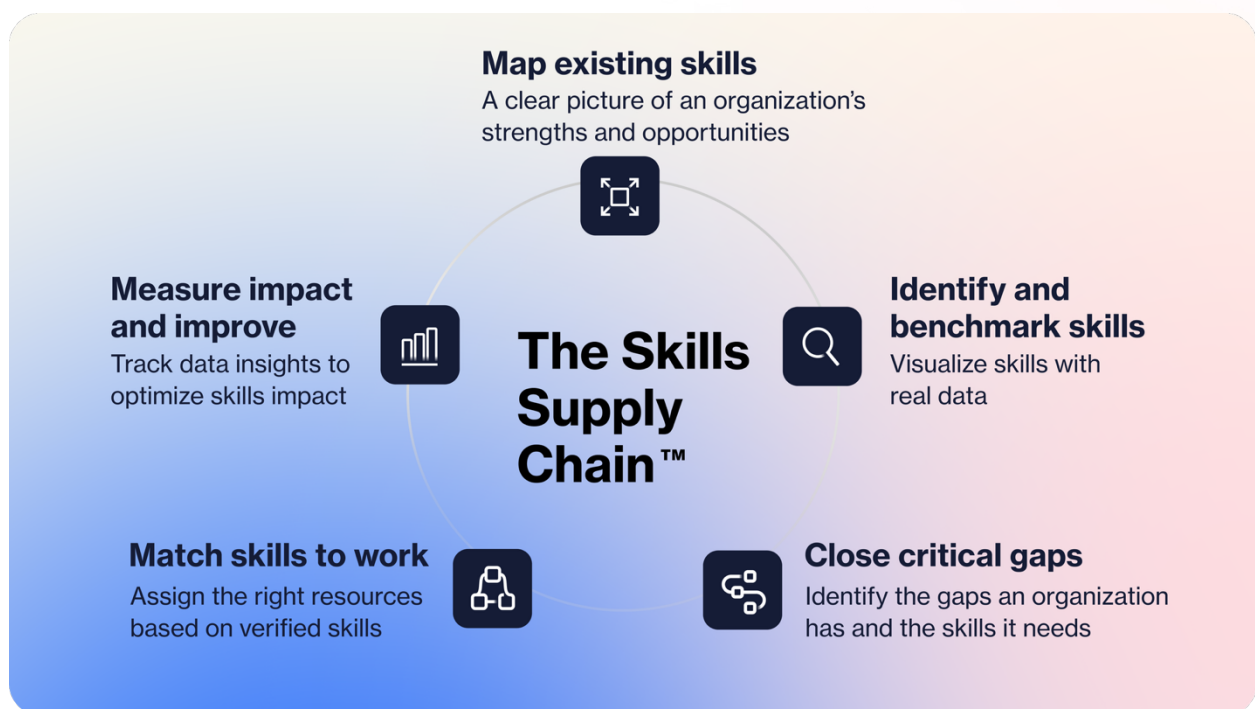 Map existing skills
A clear picture of an organization’s
strengths and opportunities
Measure impact
and improve
Track data insights to
optimize skills impact
The Skills
Supply
Chain™
Identify and
benchmark skills
Visualize skills with
real data
Match skills to work
Assign the right resources
based on verified skills
Close critical gaps
Identify the gaps an organization
has and the skills it needs